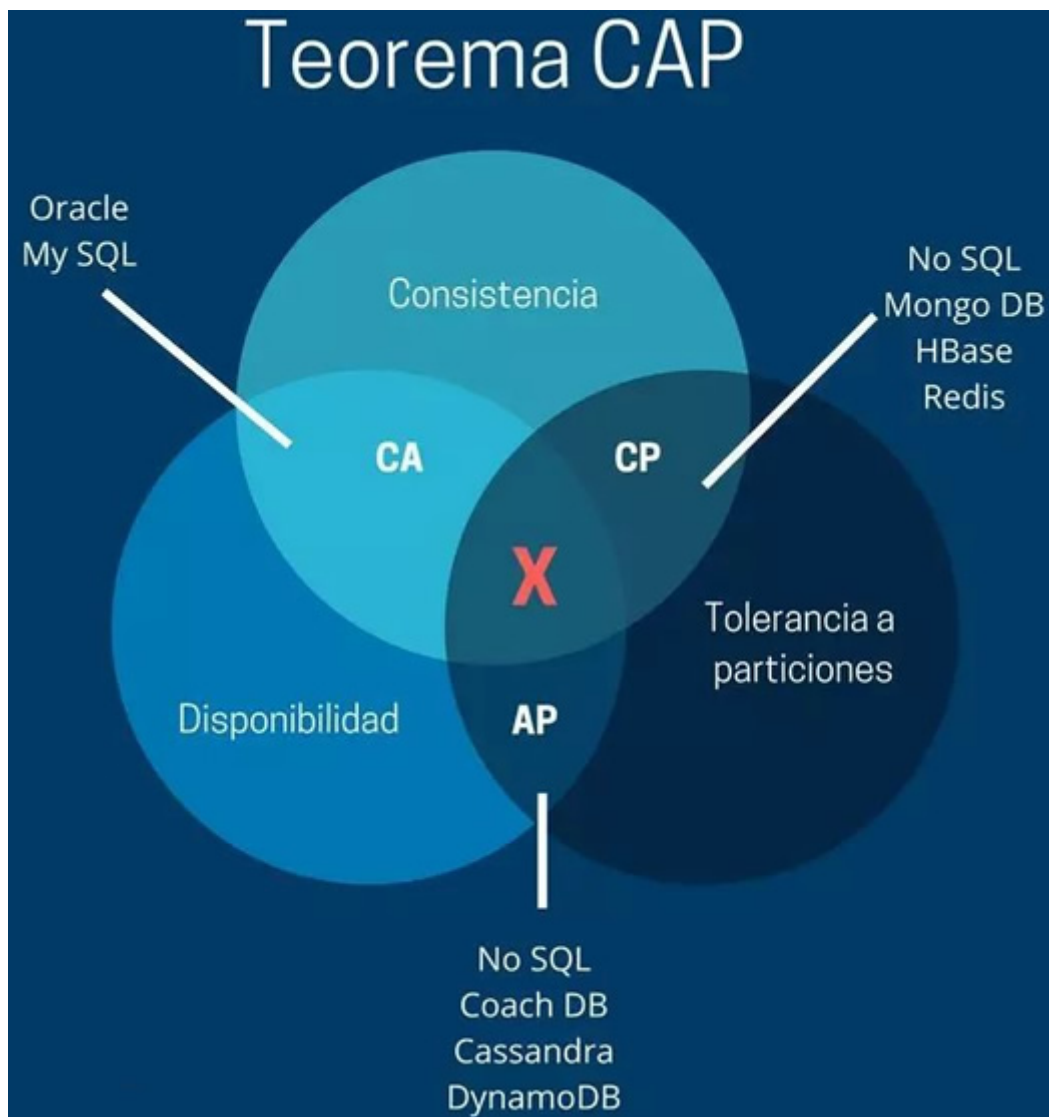 Teorema CAP
Oracle
My SQL
Consistencia
No SQL
Mongo DB
HBase
Redis
CA
CP
X
Tolerancia a
particiones
Disponibilidad
AP
No SQL
Coach DB
Cassandra
DynamoDB